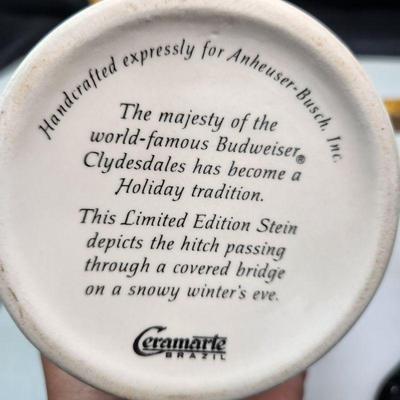 Handcrafted expressly for Anheuser-Busch, Inc.
The majesty of the
world-famous Budweiser®
Clydesdales has become a
Holiday tradition.
This Limited Edition Stein
depicts the hitch passing
through a covered bridge
on a snowy winter's eve.
Ceramarte
BRAZIL